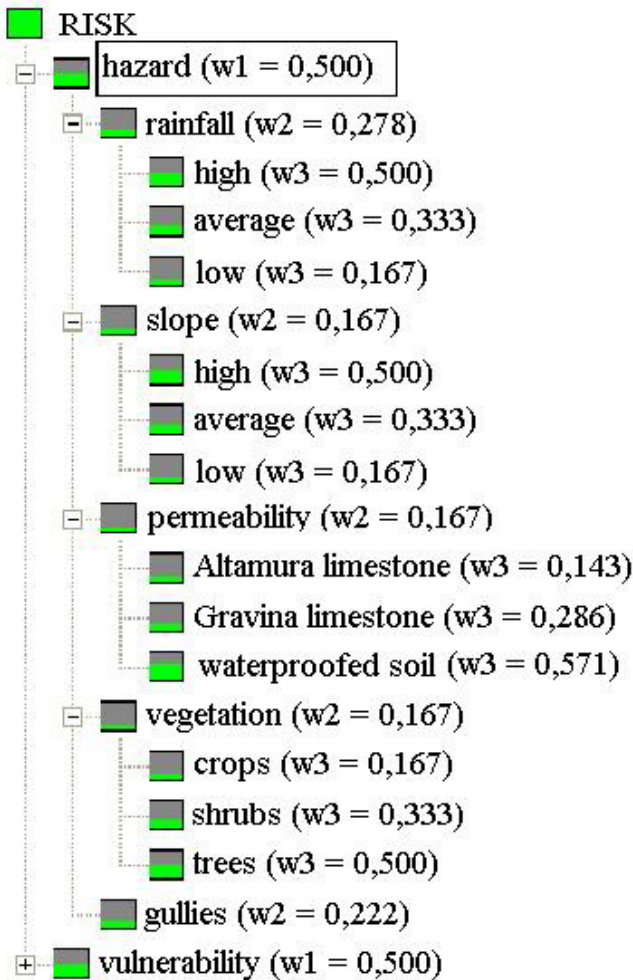 RISK
hazard (w1 = 0,500)
rainfall (w2 = 0,278)
high (w3 = 0,500)
average (w3 = 0,333)
low (w3 = 0,167)
slope (w2 = 0,167)
high (w3 = 0,500)
average (w3 = 0,333)
low (w3 = 0,167)
permeability (w2 = 0,167)
Altamura limestone (w3 = 0,143)
Gravina limestone (w3 = 0,286)
waterproofed soil (w3 = 0,571)
vegetation (w2 = 0,167)
crops (w3 = 0,167)
shrubs (w3 = 0,333)
trees (w3 = 0,500)
gullies (w2 = 0,222)
vulnerability (w1 = 0,500)